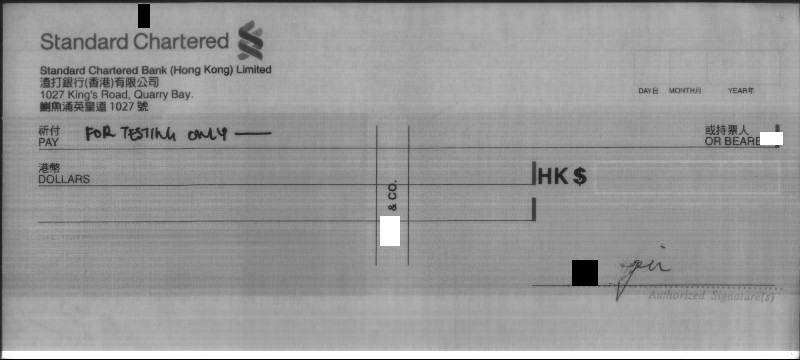 Standard Chartered
Standard Chartered Bank (Hong Kong) Limited
渣打銀行(香港)有限公司
1027 King's Road, Quarry Bay.
鰂魚涌英皇道 1027 號
DAY日 MONTH月 YEAR年
祈付
PAY FOR TESTING ONLY
或持票人
OR BEARE
港幣
DOLLARS
HK $
& CO.
Authorized Signature(s)